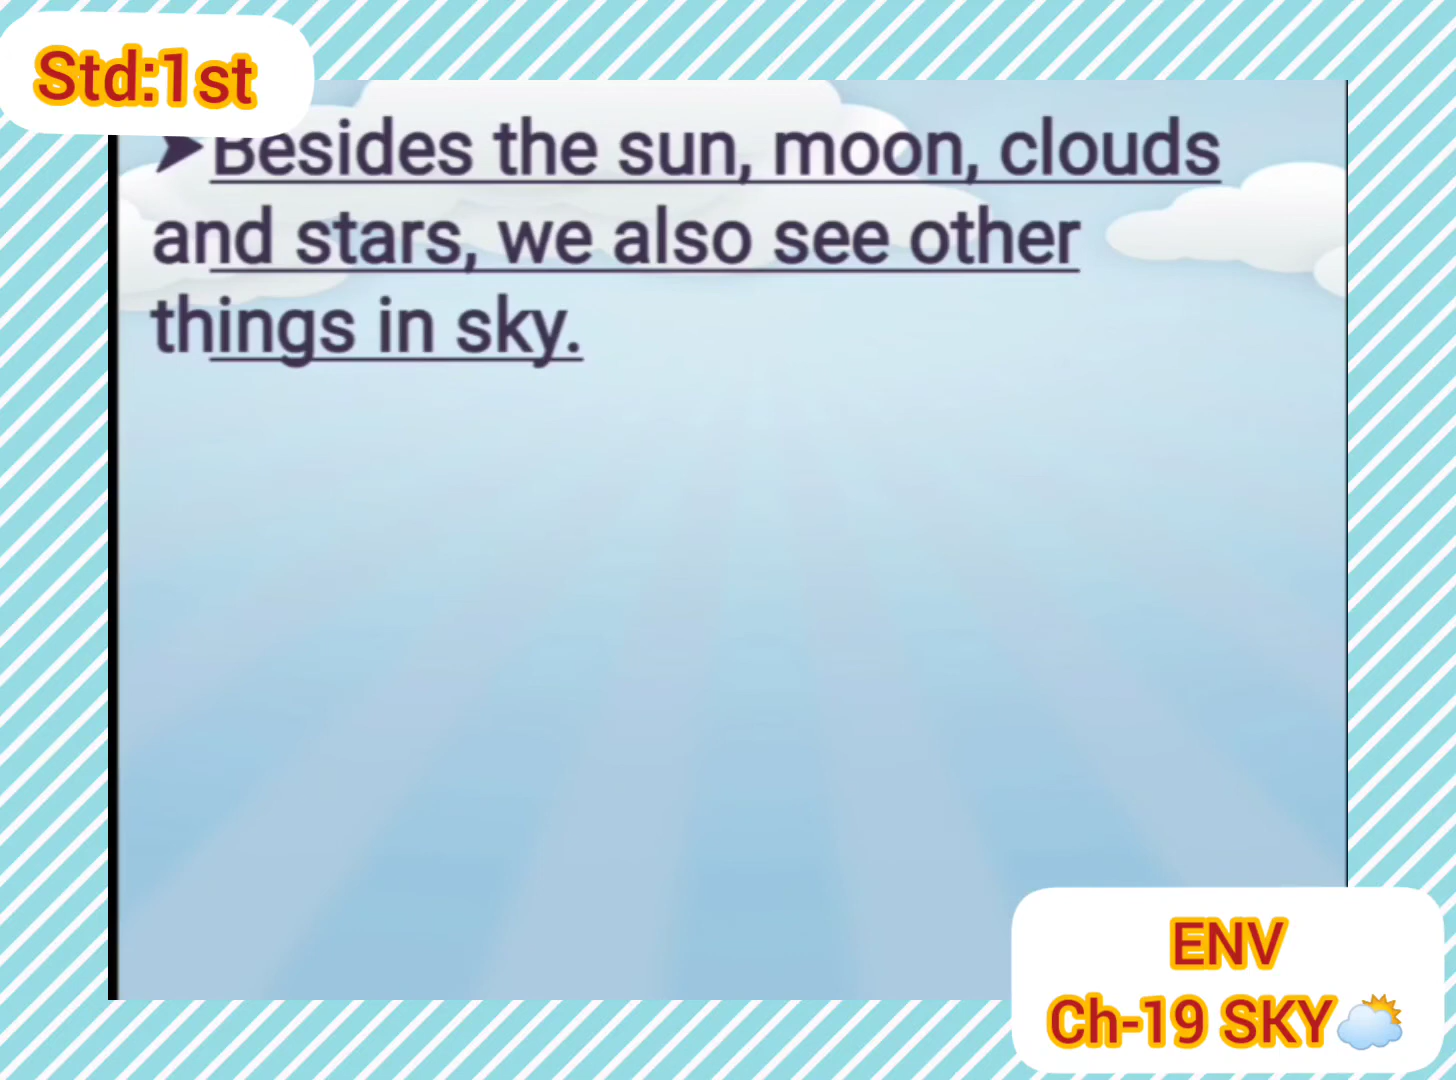 Std:1st
➤Besides the sun, moon, clouds
and stars, we also see other
things in sky.
ENV
Ch-19 SKY